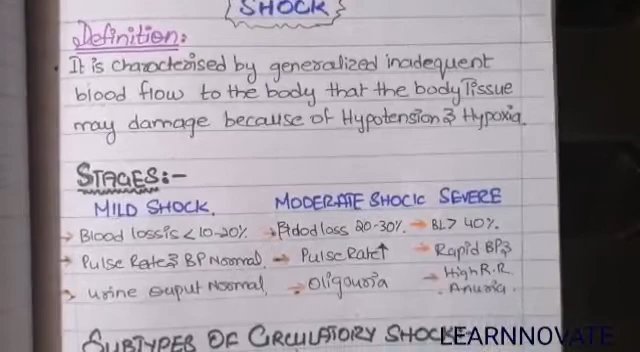 SHOCK
Definition:
It is characterised by generalized inadequent
blood flow to the body that the body Tissue
may damage because of Hypotension & Hypoxia.
STAGES:-
MILD SHOCK. MODERATE SHOCK SEVERE
→ Blood loss is < 10-20% → Blood loss 20-30% → BL > 40%.
→ Pulse Rate & BP Normal → Pulse Rate↑ → Rapid BP &
→ urine ouput Normal. → Oligouria → High R.R.
. Anuria.
SUBTYPES OF CIRCULATORY SHOCK:-
LEARNNOVATE